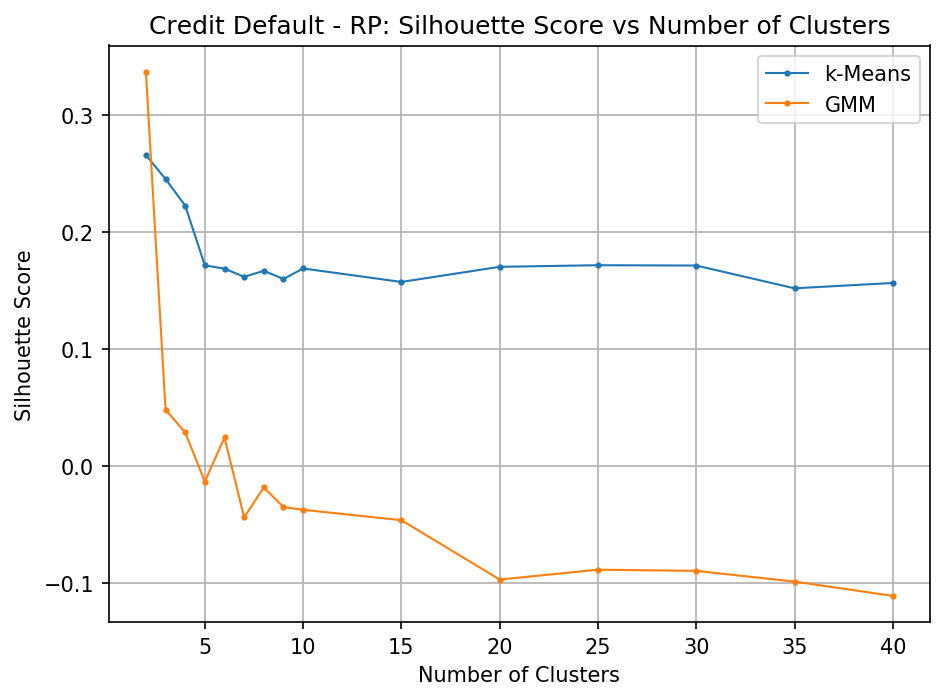 Credit Default - RP: Silhouette Score vs Number of Clusters
k-Means
GMM
Silhouette Score
0.3
0.2
0.1
0.0
−0.1
5 10 15 20 25 30 35 40
Number of Clusters